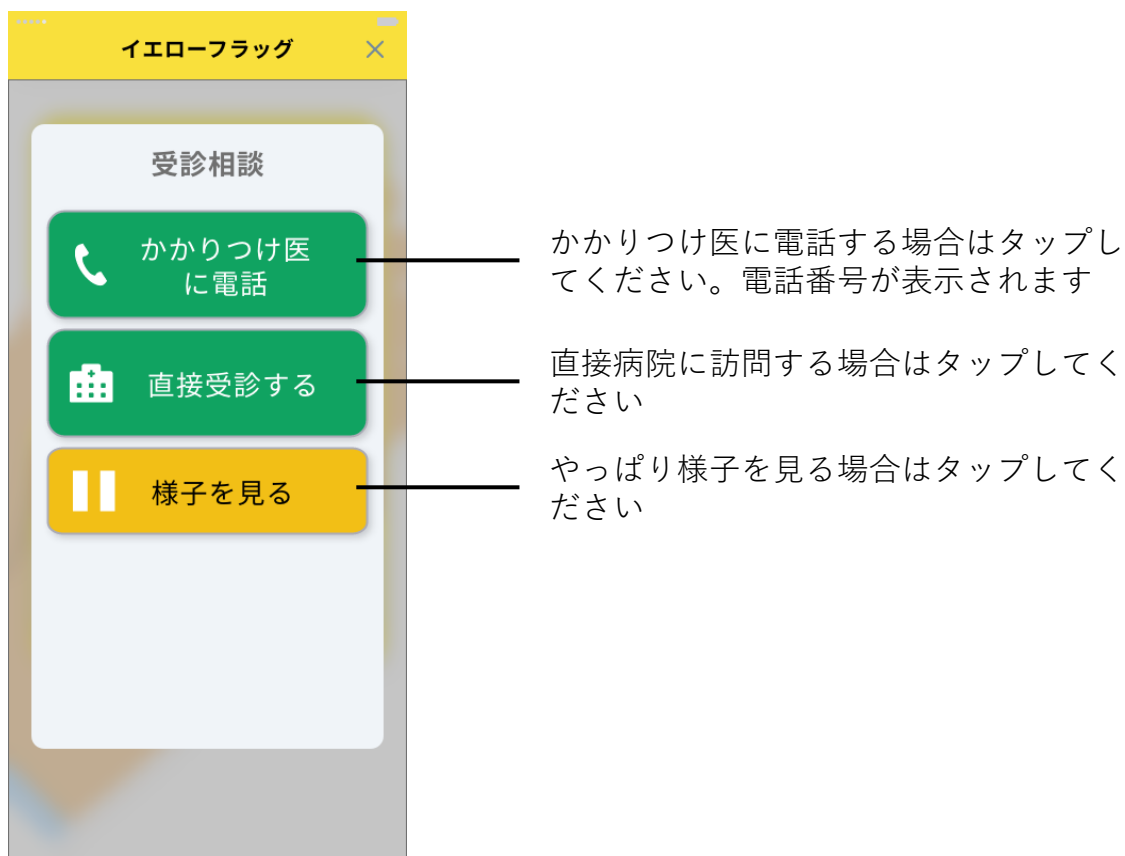 イエローフラッグ
受診相談
かかりつけ医
に電話
かかりつけ医に電話する場合はタップし
てください。電話番号が表示されます
直接受診する
直接病院に訪問する場合はタップしてく
ださい
様子を見る
やっぱり様子を見る場合はタップしてく
ださい